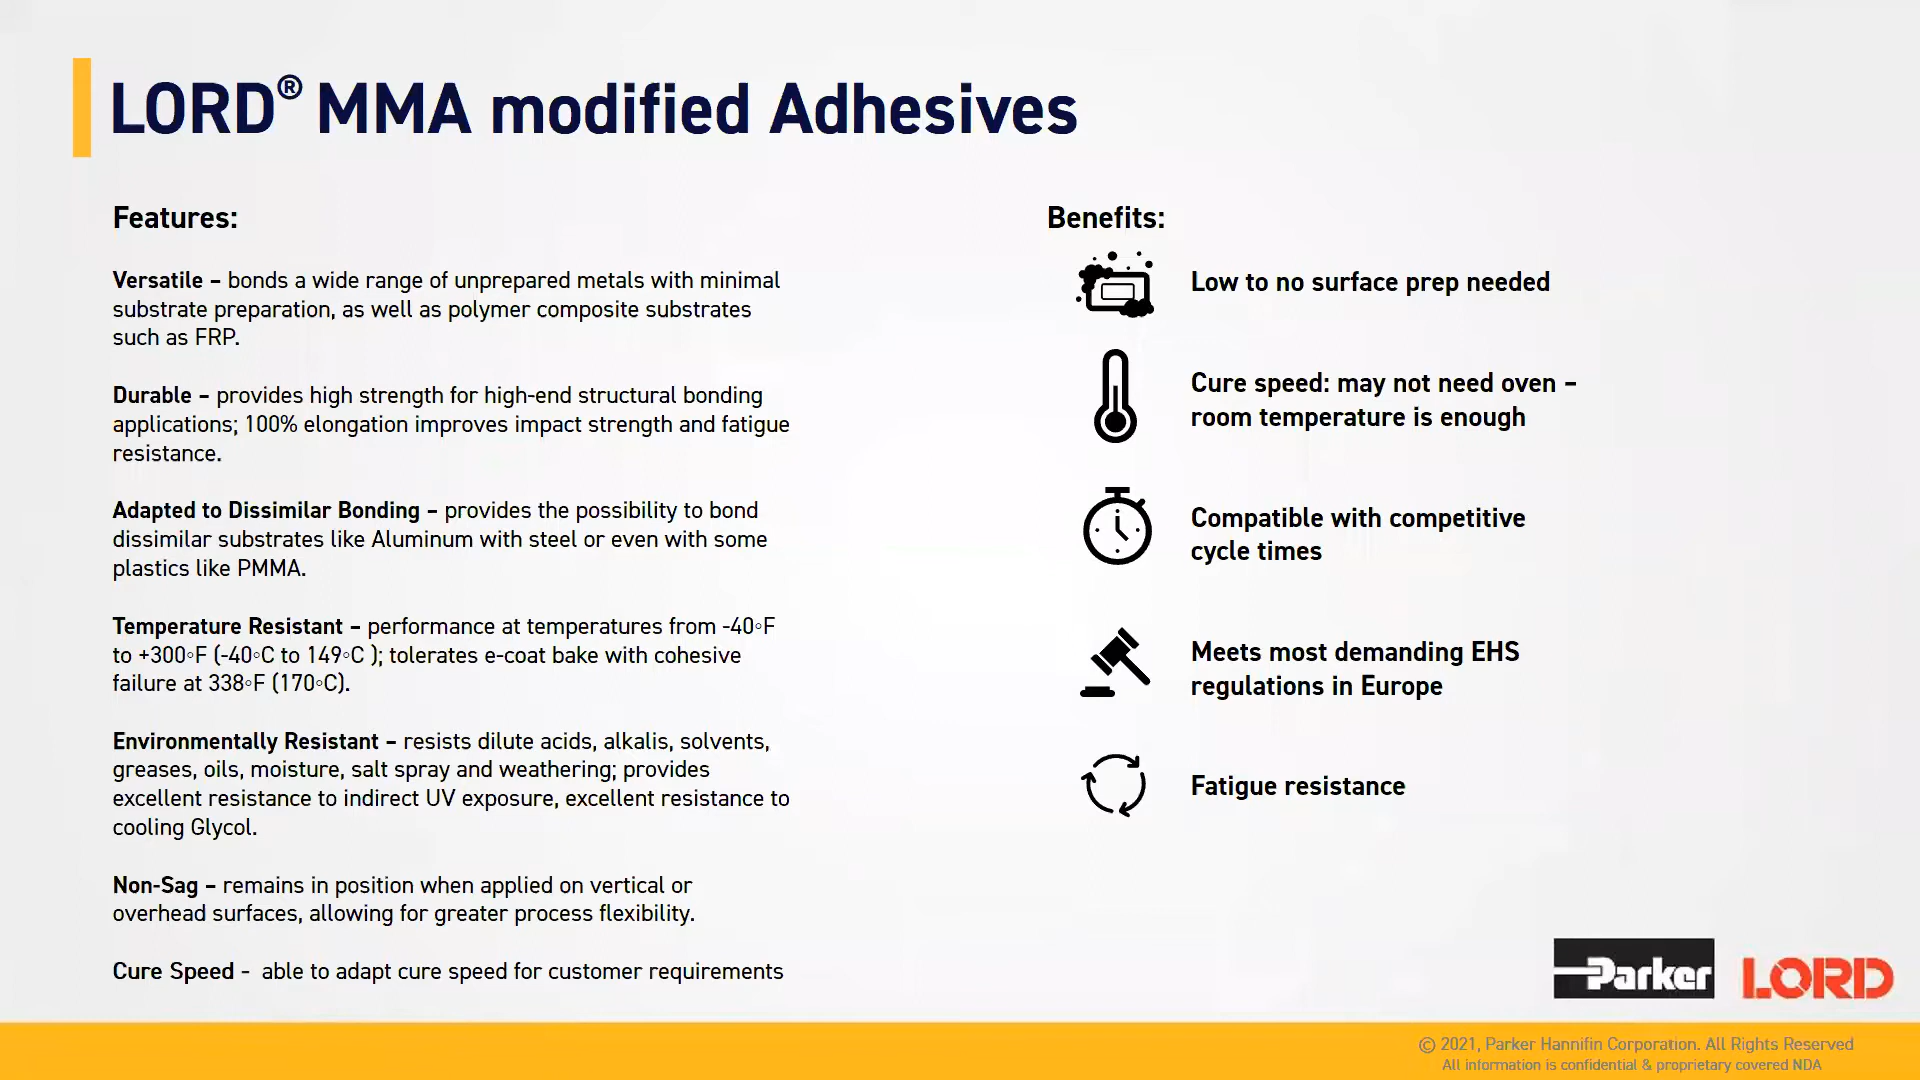 LORD® MMA modified Adhesives
Features:
Versatile – bonds a wide range of unprepared metals with minimal
substrate preparation, as well as polymer composite substrates
such as FRP.
Durable – provides high strength for high-end structural bonding
applications; 100% elongation improves impact strength and fatigue
resistance.
Adapted to Dissimilar Bonding – provides the possibility to bond
dissimilar substrates like Aluminum with steel or even with some
plastics like PMMA.
Temperature Resistant – performance at temperatures from -40◦F
to +300◦F (-40◦C to 149◦C ); tolerates e-coat bake with cohesive
failure at 338◦F (170◦C).
Environmentally Resistant – resists dilute acids, alkalis, solvents,
greases, oils, moisture, salt spray and weathering; provides
excellent resistance to indirect UV exposure, excellent resistance to
cooling Glycol.
Non-Sag – remains in position when applied on vertical or
overhead surfaces, allowing for greater process flexibility.
Cure Speed - able to adapt cure speed for customer requirements
Benefits:
Low to no surface prep needed
Cure speed: may not need oven –
room temperature is enough
Compatible with competitive
cycle times
Meets most demanding EHS
regulations in Europe
Fatigue resistance
Parker LORD
© 2021, Parker Hannifin Corporation. All Rights Reserved
All information is confidential & proprietary covered NDA